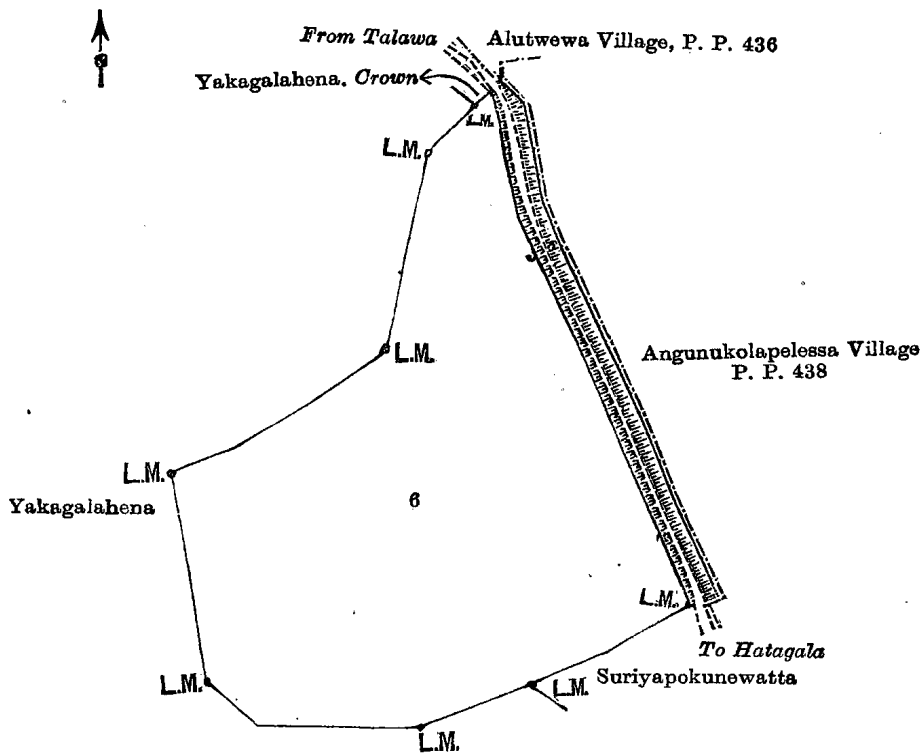 From Talawa
Alutwewa Village, P. P. 436
Yakagalahena. Crown
L.M.
L.M.
L.M.
Angunukolapelessa Village
P. P. 438
L.M.
Yakagalahena
6
L.M.
To Hatagala
L.M.
Suriyapokunewatta
L.M.
L.M.